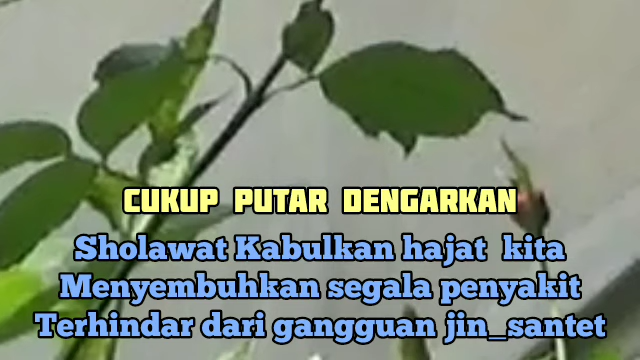 CUKUP PUTAR DENGARKAN
Sholawat Kabulkan hajat kita
Menyembuhkan segala penyakit
Terhindar dari gangguan jin_santet